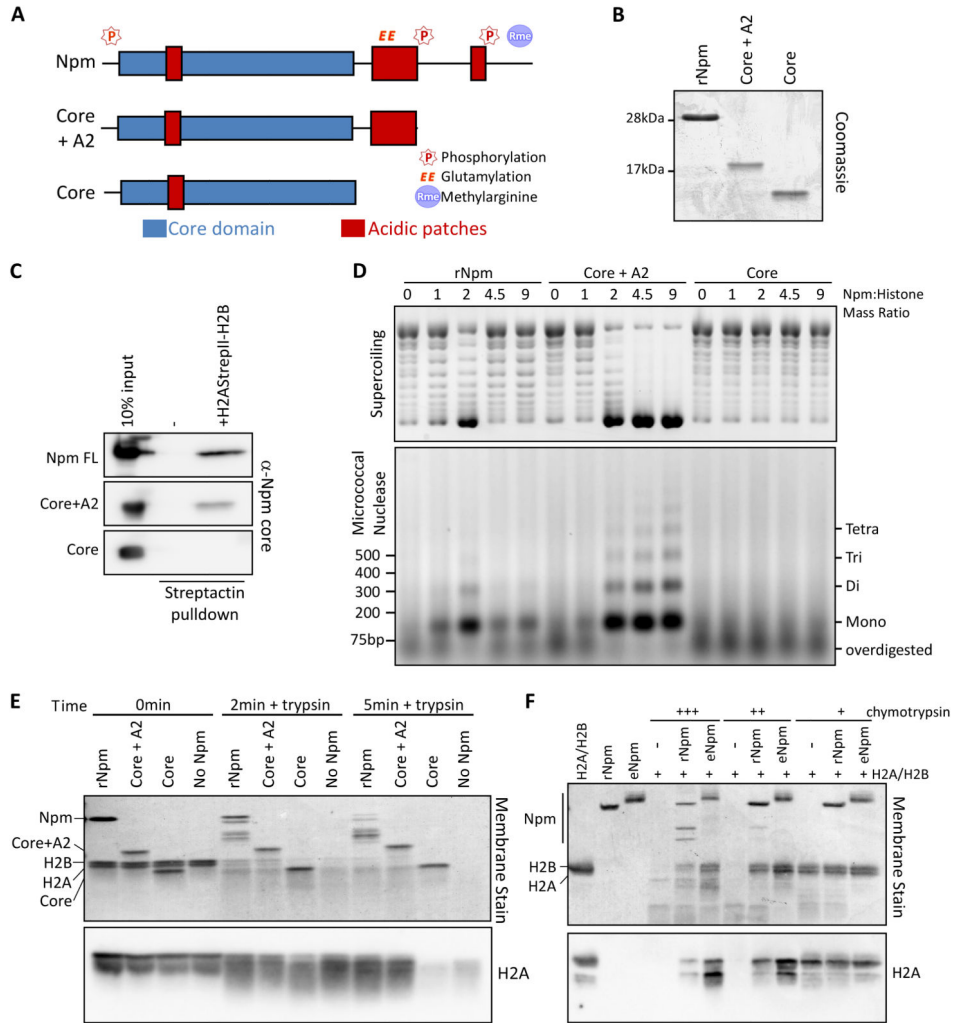 A
P
EE
P
P
Rme
Npm
Core
+ A2
Core
P Phosphorylation
EE Glutamylation
Rme Methylarginine
Core domain
Acidic patches
B
rNpm
Core + A2
Core
28kDa
17kDa
Coomassie
C
10% input
-
+H2AStrepII-H2B
Npm FL
Core+A2
Core
α-Npm core
Streptactin
pulldown
D
rNpm
Core + A2
Core
0 1 2 4.5 9 0 1 2 4.5 9 0 1 2 4.5 9 Npm:Histone
Mass Ratio
Supercoiling
Micrococcal
Nuclease
500
400
300
200
75bp
Tetra
Tri
Di
Mono
overdigested
E
Time 0min 2min + trypsin 5min + trypsin
rNpm Core + A2 Core No Npm rNpm Core + A2 Core No Npm rNpm Core + A2 Core No Npm
Npm
Core+A2
H2B
H2A
Core
Membrane Stain
H2A
F
+++ ++ + chymotrypsin
H2A/H2B rNpm eNpm - rNpm eNpm - rNpm eNpm - rNpm eNpm
+ + + + + + + + + H2A/H2B
Npm
H2B
H2A
Membrane Stain
H2A